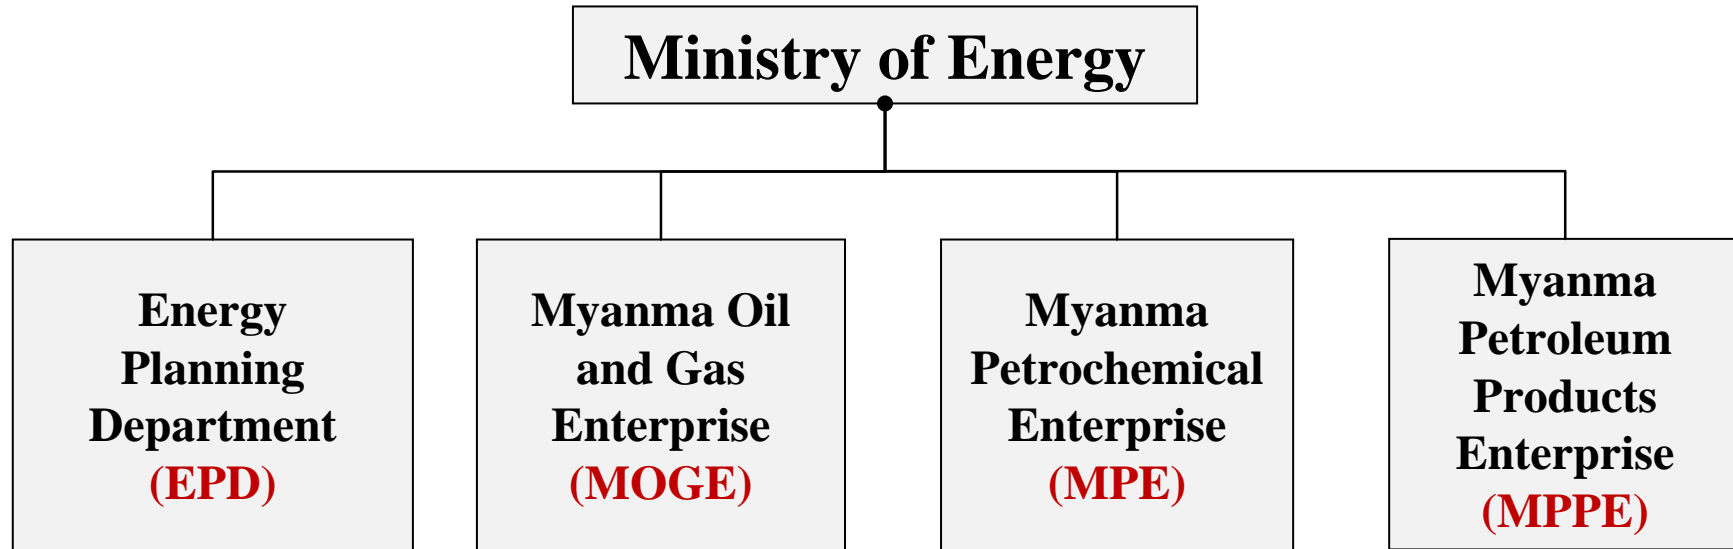 Ministry of Energy
Energy
Planning
Department
(EPD)
Myanma Oil
and Gas
Enterprise
(MOGE)
Myanma
Petrochemical
Enterprise
(MPE)
Myanma
Petroleum
Products
Enterprise
(MPPE)